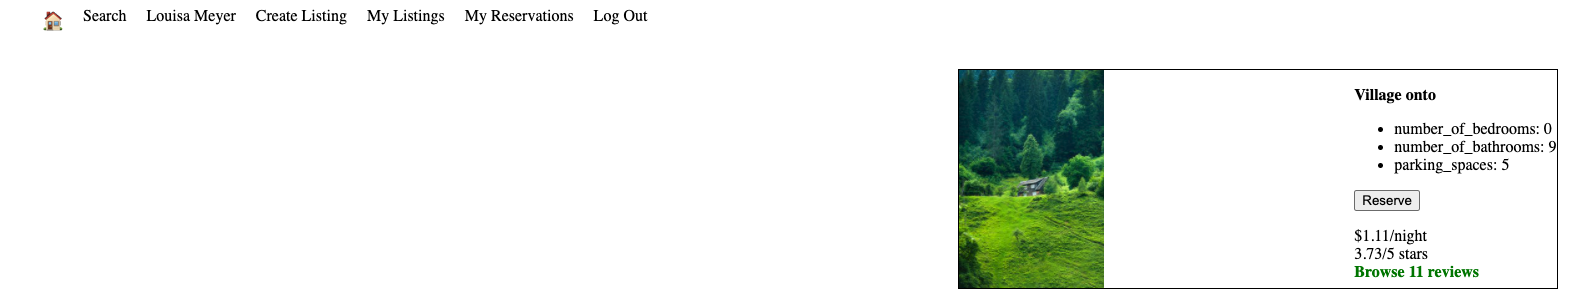 Search Louisa Meyer Create Listing My Listings My Reservations Log Out
Village onto
number_of_bedrooms: 0
number_of_bathrooms: 9
parking_spaces: 5
Reserve
$1.11/night
3.73/5 stars
Browse 11 reviews